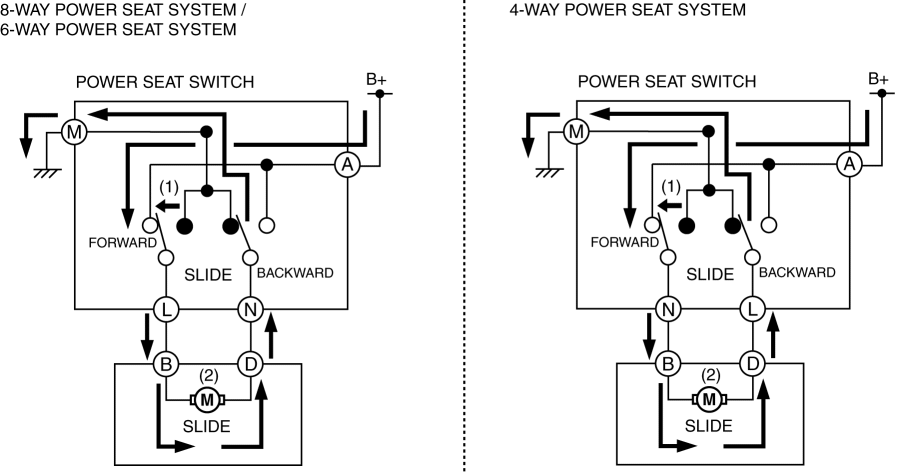 8-WAY POWER SEAT SYSTEM /
6-WAY POWER SEAT SYSTEM
POWER SEAT SWITCH
B+
M
A
(1)
FORWARD
SLIDE
BACKWARD
L
N
B
D
(2)
M
SLIDE
4-WAY POWER SEAT SYSTEM
POWER SEAT SWITCH
B+
M
A
(1)
FORWARD
SLIDE
BACKWARD
N
L
B
D
(2)
M
SLIDE